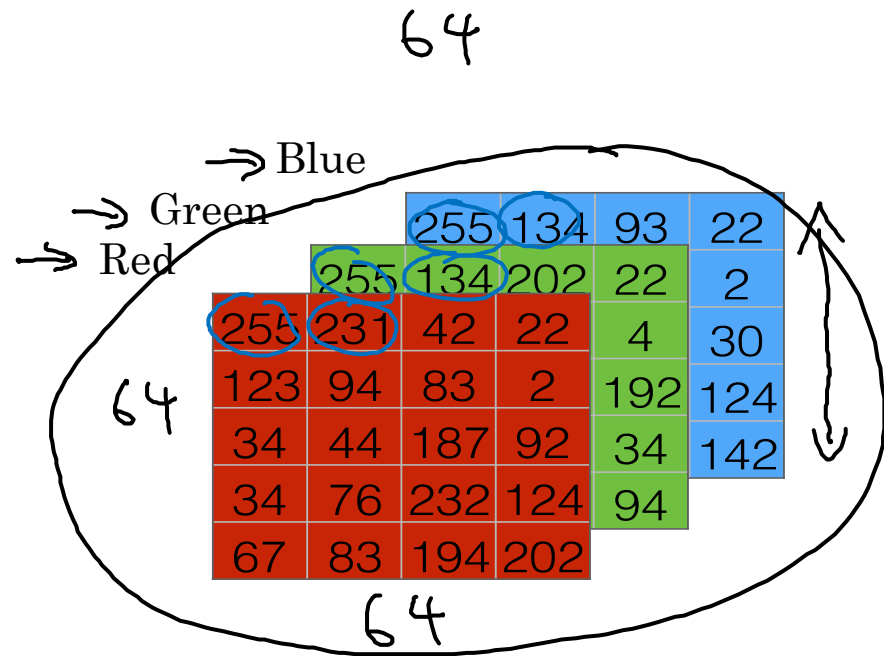 64
Blue
Green
Red
255 134 93 22
255 134 202 22 2
255 231 42 22 4 30
123 94 83 2 192 124
34 44 187 92 34 142
34 76 232 124 94
67 83 194 202
64
64